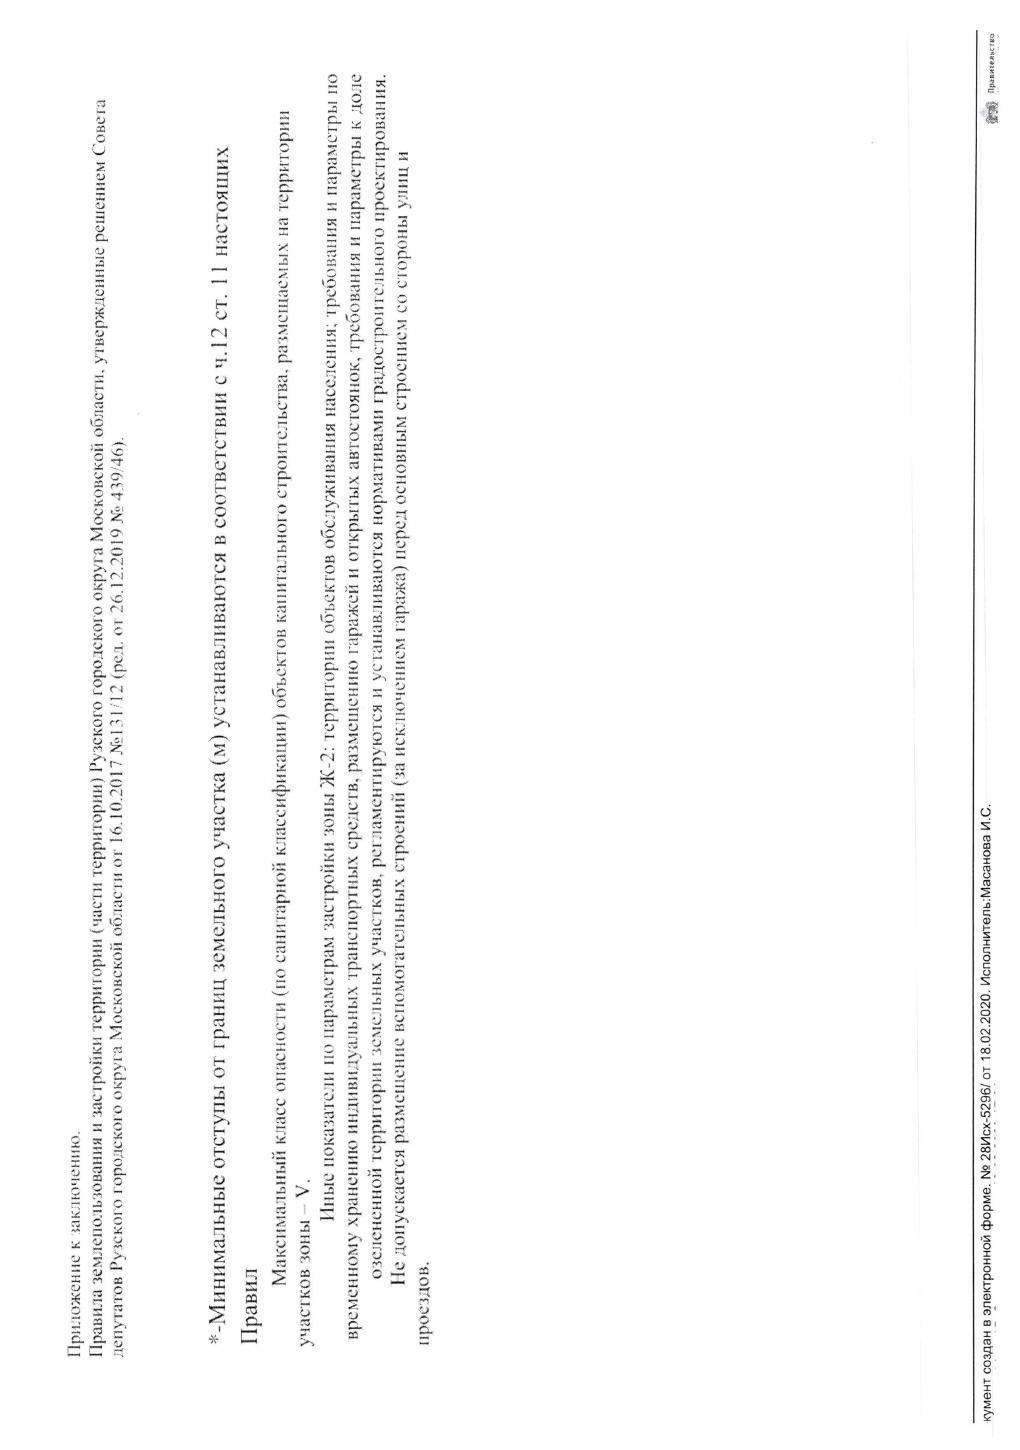 Приложение к заключению.
Правила землепользования и застройки территории (части территории) Рузского городского округа Московской области, утвержденные решением Совета
депутатов Рузского городского округа Московской области от 16.10.2017 №131/12 (ред. от 26.12.2019 № 439/46).
*-Минимальные отступы от границ земельного участка (м) устанавливаются в соответствии с ч.12 ст. 11 настоящих
Правил
Максимальный класс опасности (по санитарной классификации) объектов капитального строительства, размещаемых на территории
участков зоны – V.
Иные показатели по параметрам застройки зоны Ж-2: территории объектов обслуживания населения; требования и параметры по
временному хранению индивидуальных транспортных средств, размещению гаражей и открытых автостоянок, требования и параметры к доле
озелененной территории земельных участков, регламентируются и устанавливаются нормативами градостроительного проектирования.
Не допускается размещение вспомогательных строений (за исключением гаража) перед основным строением со стороны улиц и
проездов.
кумент создан в электронной форме. № 28Исх-5296/ от 18.02.2020. Исполнитель:Масанова И.С.
Правительство